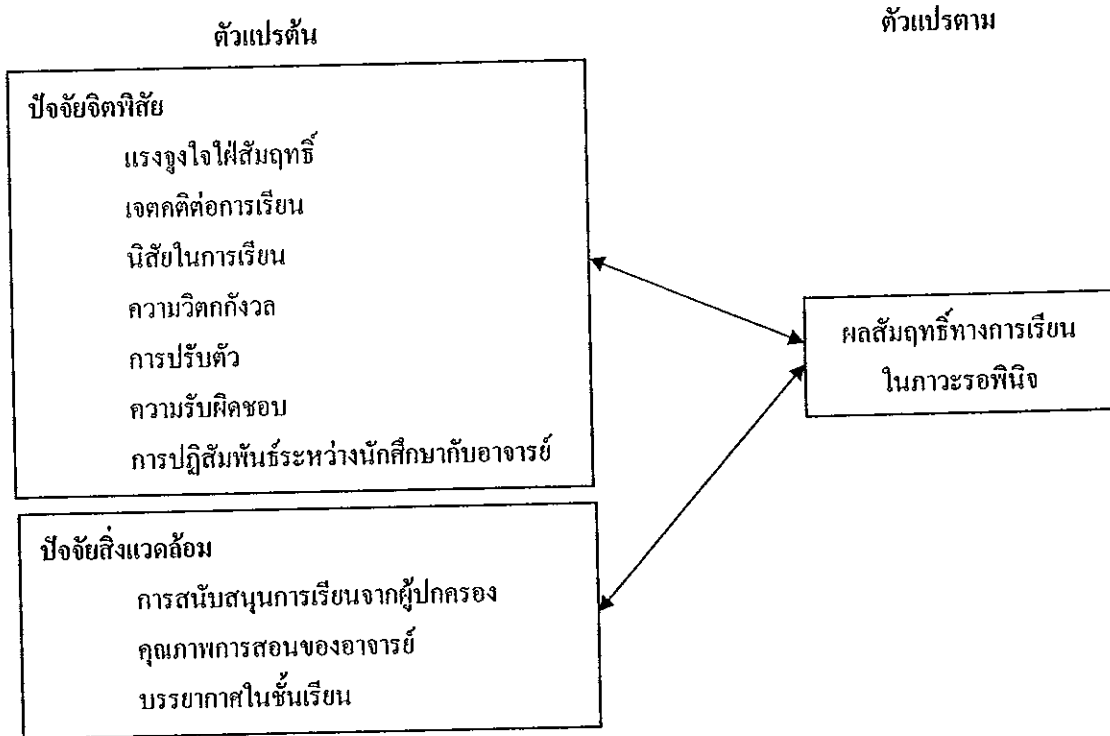 ตัวแปรต้น
ตัวแปรตาม
ปัจจัยจิตพิสัย
แรงจูงใจใฝ่สัมฤทธิ์
เจตคติต่อการเรียน
นิสัยในการเรียน
ความวิตกกังวล
การปรับตัว
ความรับผิดชอบ
การปฏิสัมพันธ์ระหว่างนักศึกษากับอาจารย์
ปัจจัยสิ่งแวดล้อม
การสนับสนุนการเรียนจากผู้ปกครอง
คุณภาพการสอนของอาจารย์
บรรยากาศในชั้นเรียน
ผลสัมฤทธิ์ทางการเรียน
ในภาวะรอพินิจ